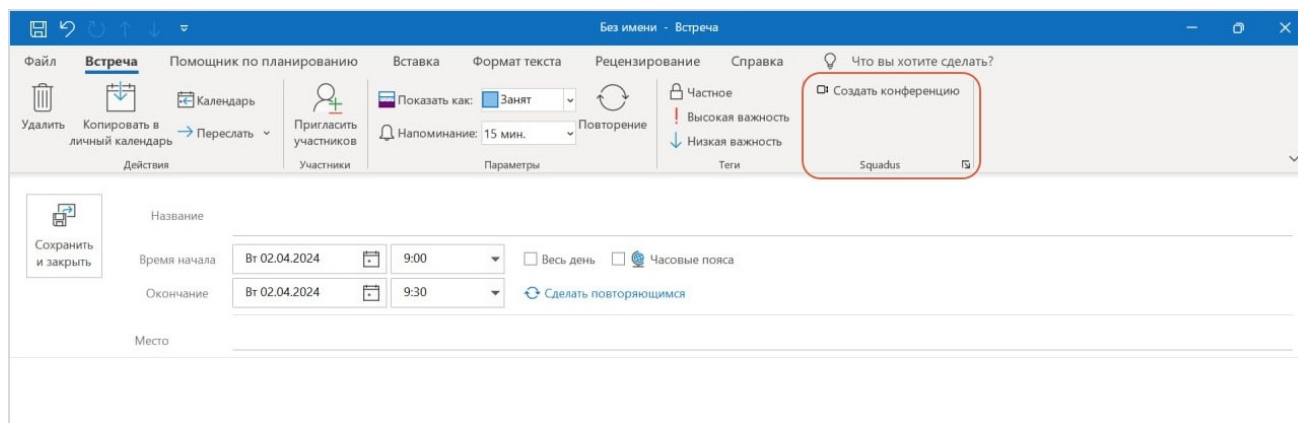 Без имени - Встреча
Файл Встреча Помощник по планированию Вставка Формат текста Рецензирование Справка Что вы хотите сделать?
Удалить
Копировать в
личный календарь
Календарь
Переслать
Действия
Пригласить
участников
Участники
Показать как: Занят
Напоминание: 15 мин.
Повторение
Параметры
Частное
Высокая важность
Низкая важность
Теги
Создать конференцию
Squadus
Сохранить
и закрыть
Название
Время начала Вт 02.04.2024 9:00 Весь день Часовые пояса
Окончание Вт 02.04.2024 9:30 Сделать повторяющимся
Место